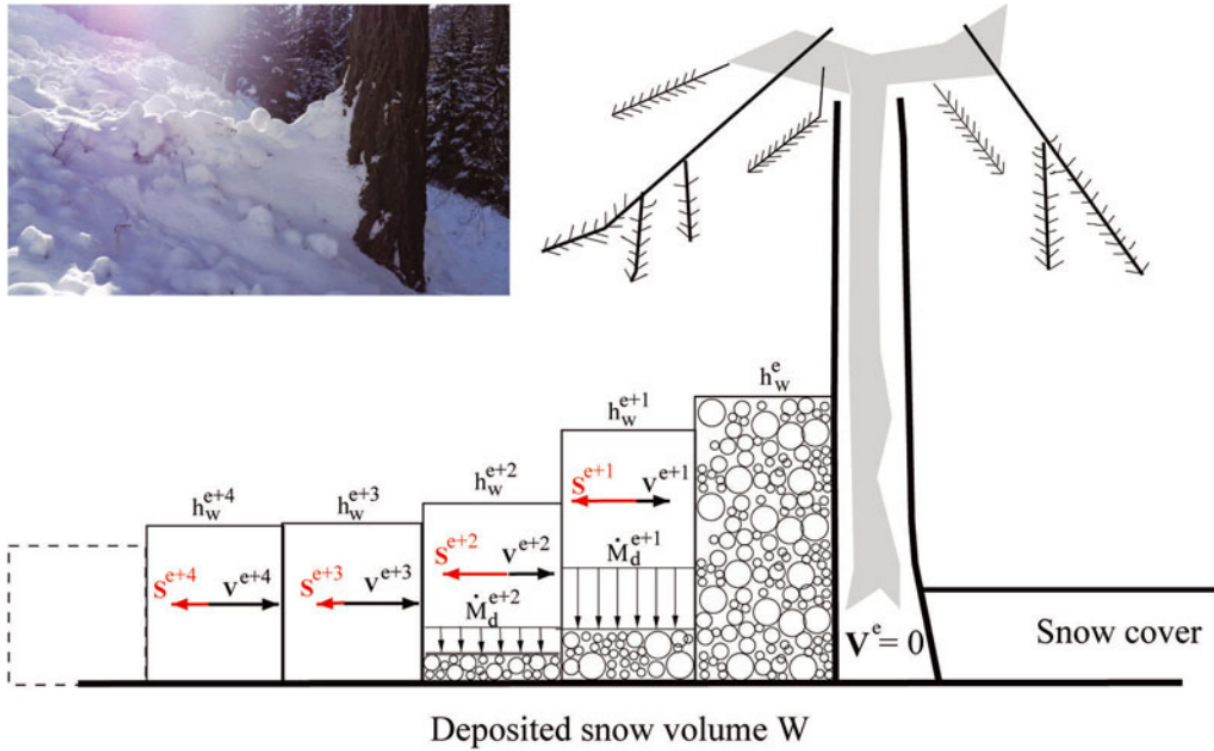 h_w^e
h_w^{e+1}
h_w^{e+2}
h_w^{e+3}
h_w^{e+4}
S^{e+1} V^{e+1}
S^{e+2} V^{e+2}
Ṁ_d^{e+1}
S^{e+4} V^{e+4} S^{e+3} V^{e+3}
Ṁ_d^{e+2}
V^e = 0
Snow cover
Deposited snow volume W